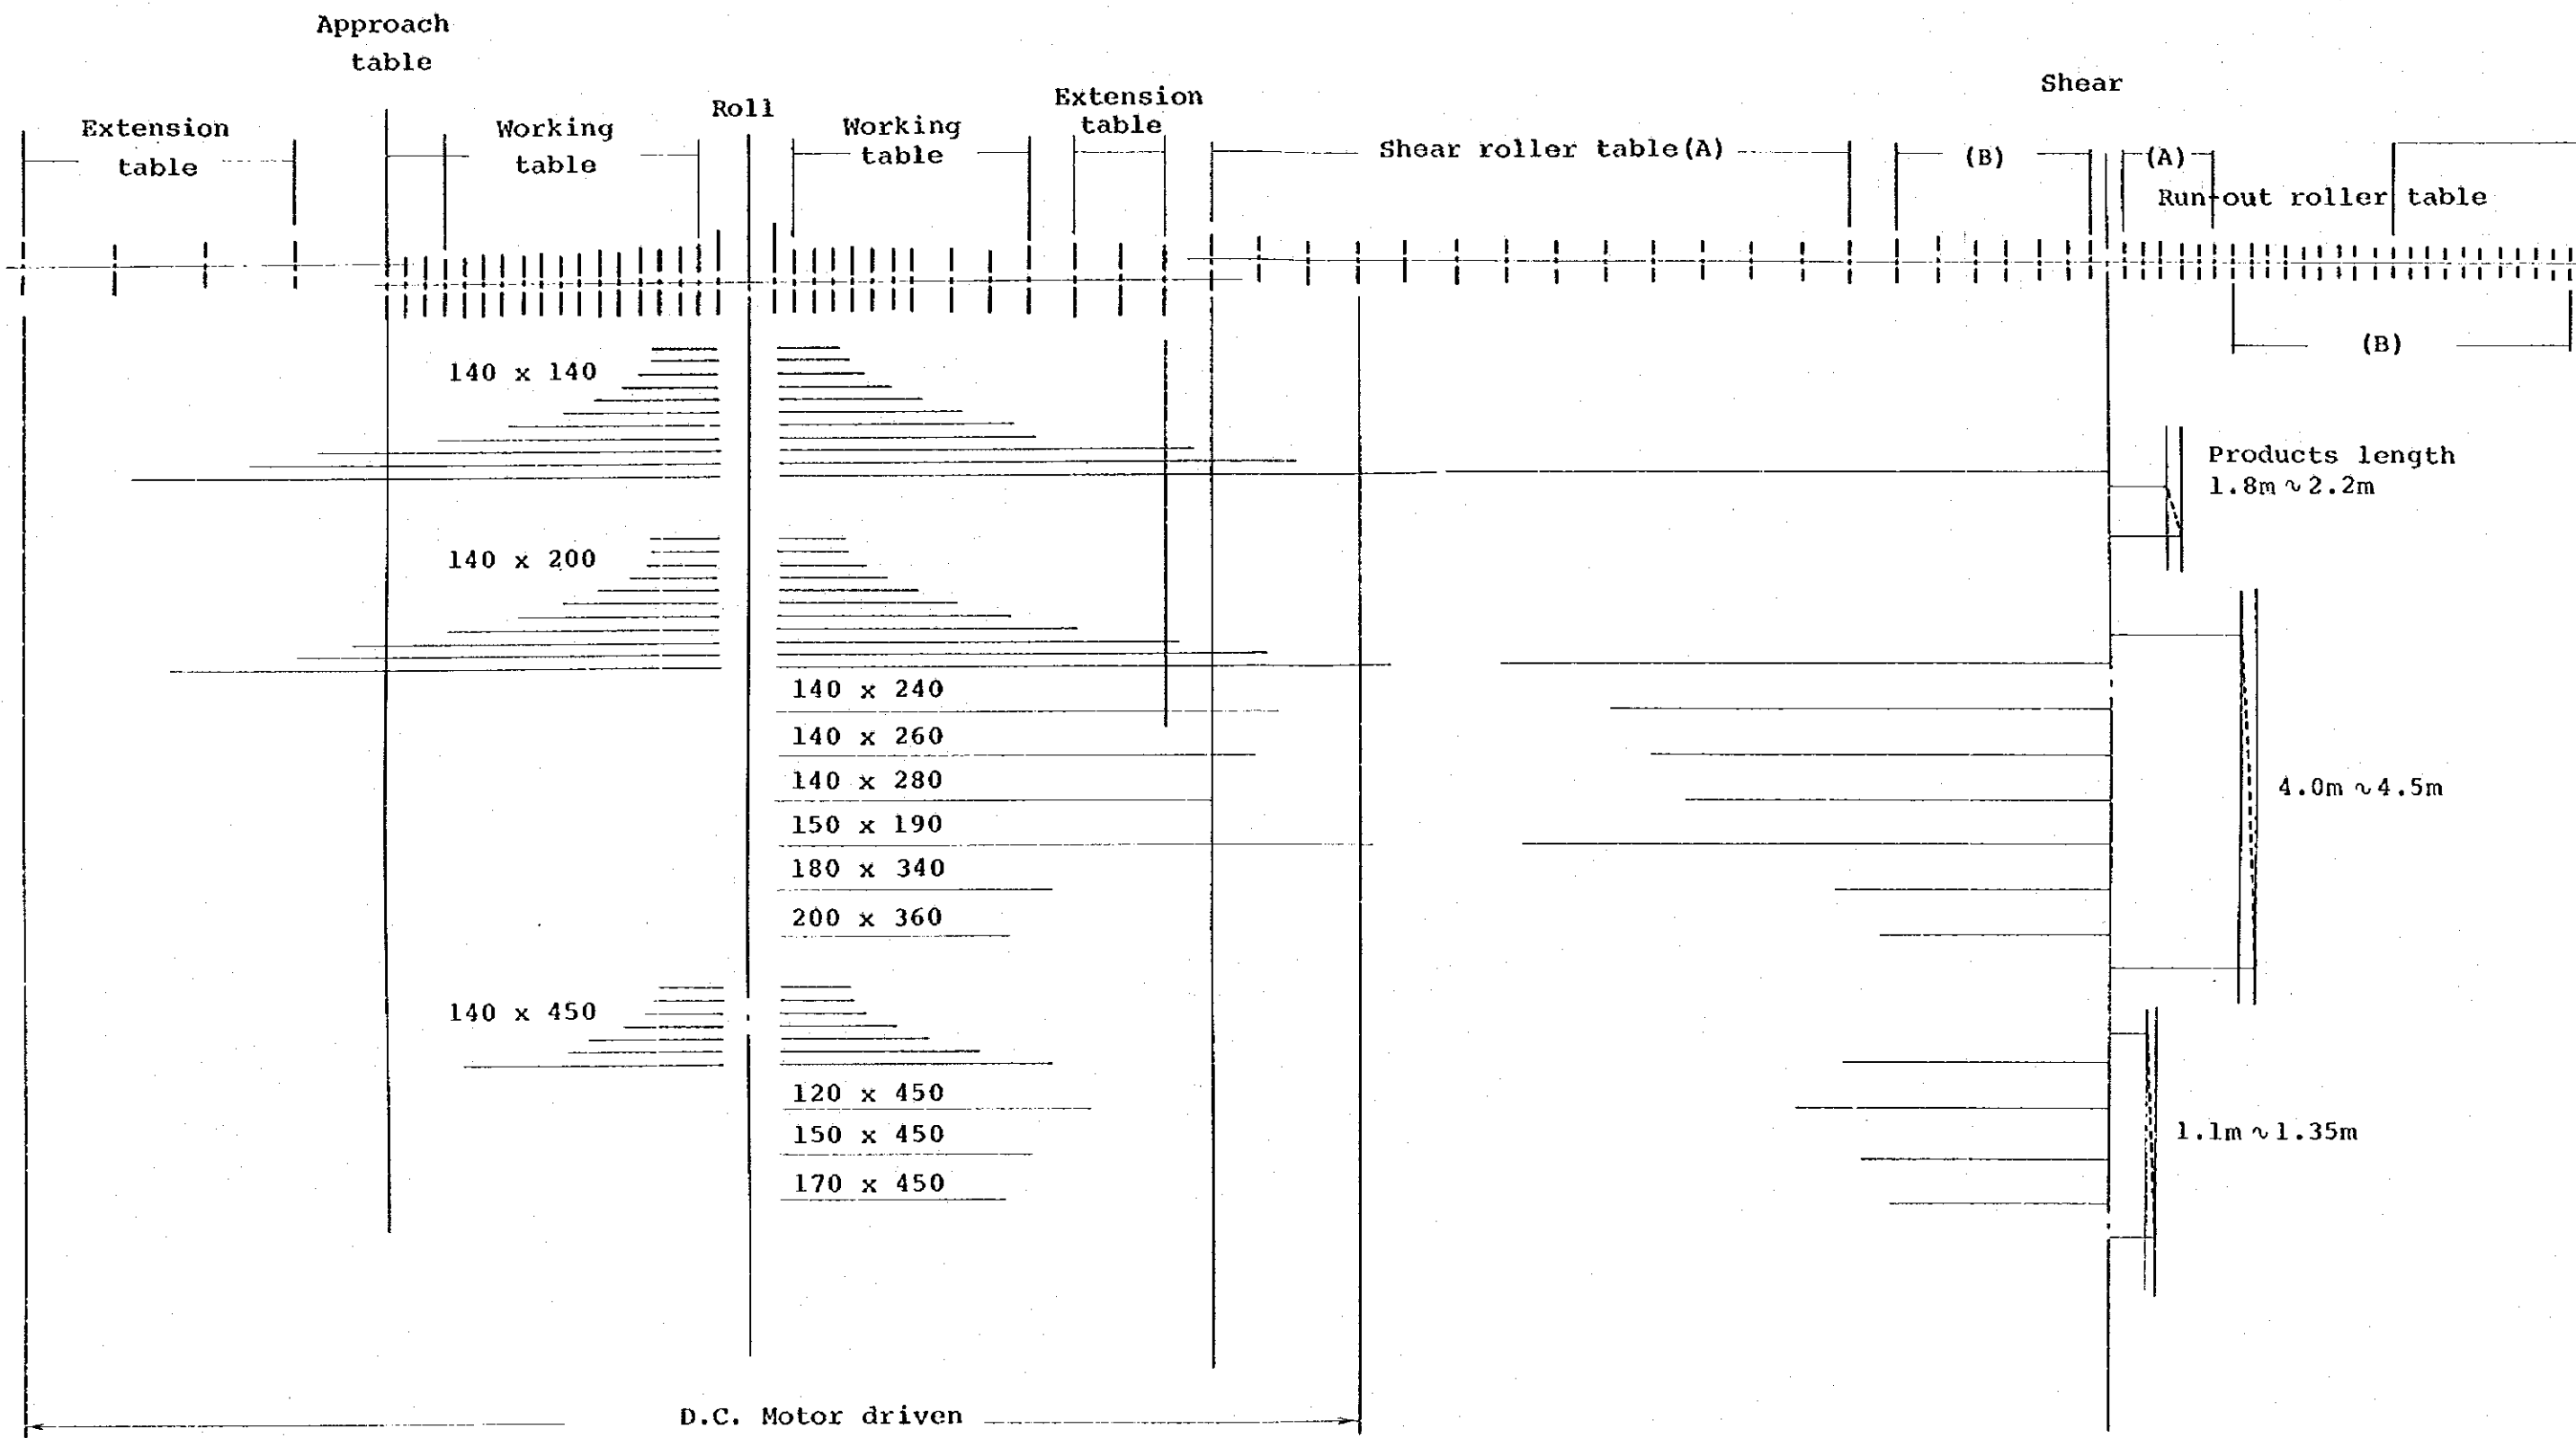 Approach
table
Extension
table
Working
table
Roll
Working
table
Extension
table
Shear roller table(A)
(B)
Shear
(A)
Run-out roller table
(B)
140 x 140
Products length
1.8m ~ 2.2m
140 x 200
140 x 240
140 x 260
140 x 280
150 x 190
180 x 340
200 x 360
4.0m ~ 4.5m
140 x 450
120 x 450
150 x 450
170 x 450
1.1m ~ 1.35m
D.C. Motor driven